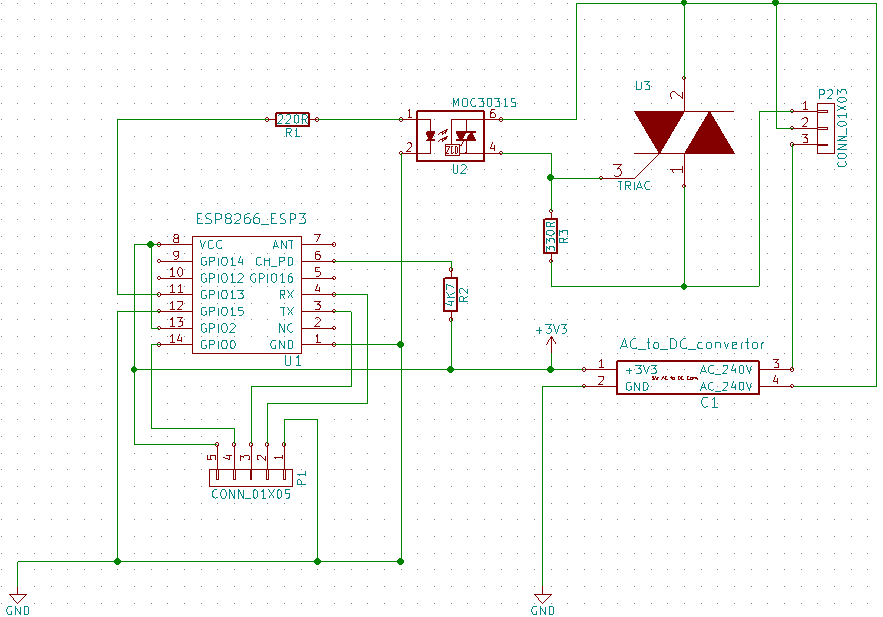 MOC3031S
1
6
2
4
ZCD
U2
220R
R1
U3
2
3
1
TRIAC
P2
1
2
3
CONN_01X03
330R
R3
ESP8266_ESP3
8 VCC ANT 7
9 GPIO14 CH_PD 6
10 GPIO12 GPIO16 5
11 GPIO13 RX 4
12 GPIO15 TX 3
13 GPIO2 NC 2
14 GPIO0 GND 1
U1
4K7
R2
+3V3
AC_to_DC_convertor
1 +3V3 AC_240V 3
2 GND AC_240V 4
C1
5 4 3 2 1
P1
CONN_01X05
GND
GND